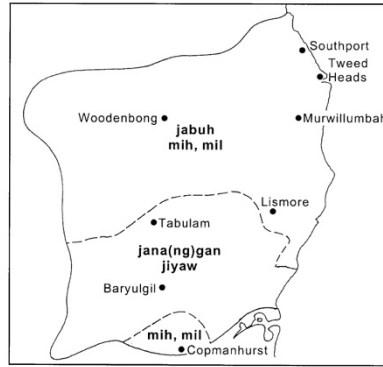 Southport
Tweed
Heads
Woodenbong
Murwillumbah
jabuh
mih, mil
Lismore
Tabulam
jana(ng)gan
jiyaw
Baryulgil
mih, mil
Copmanhurst